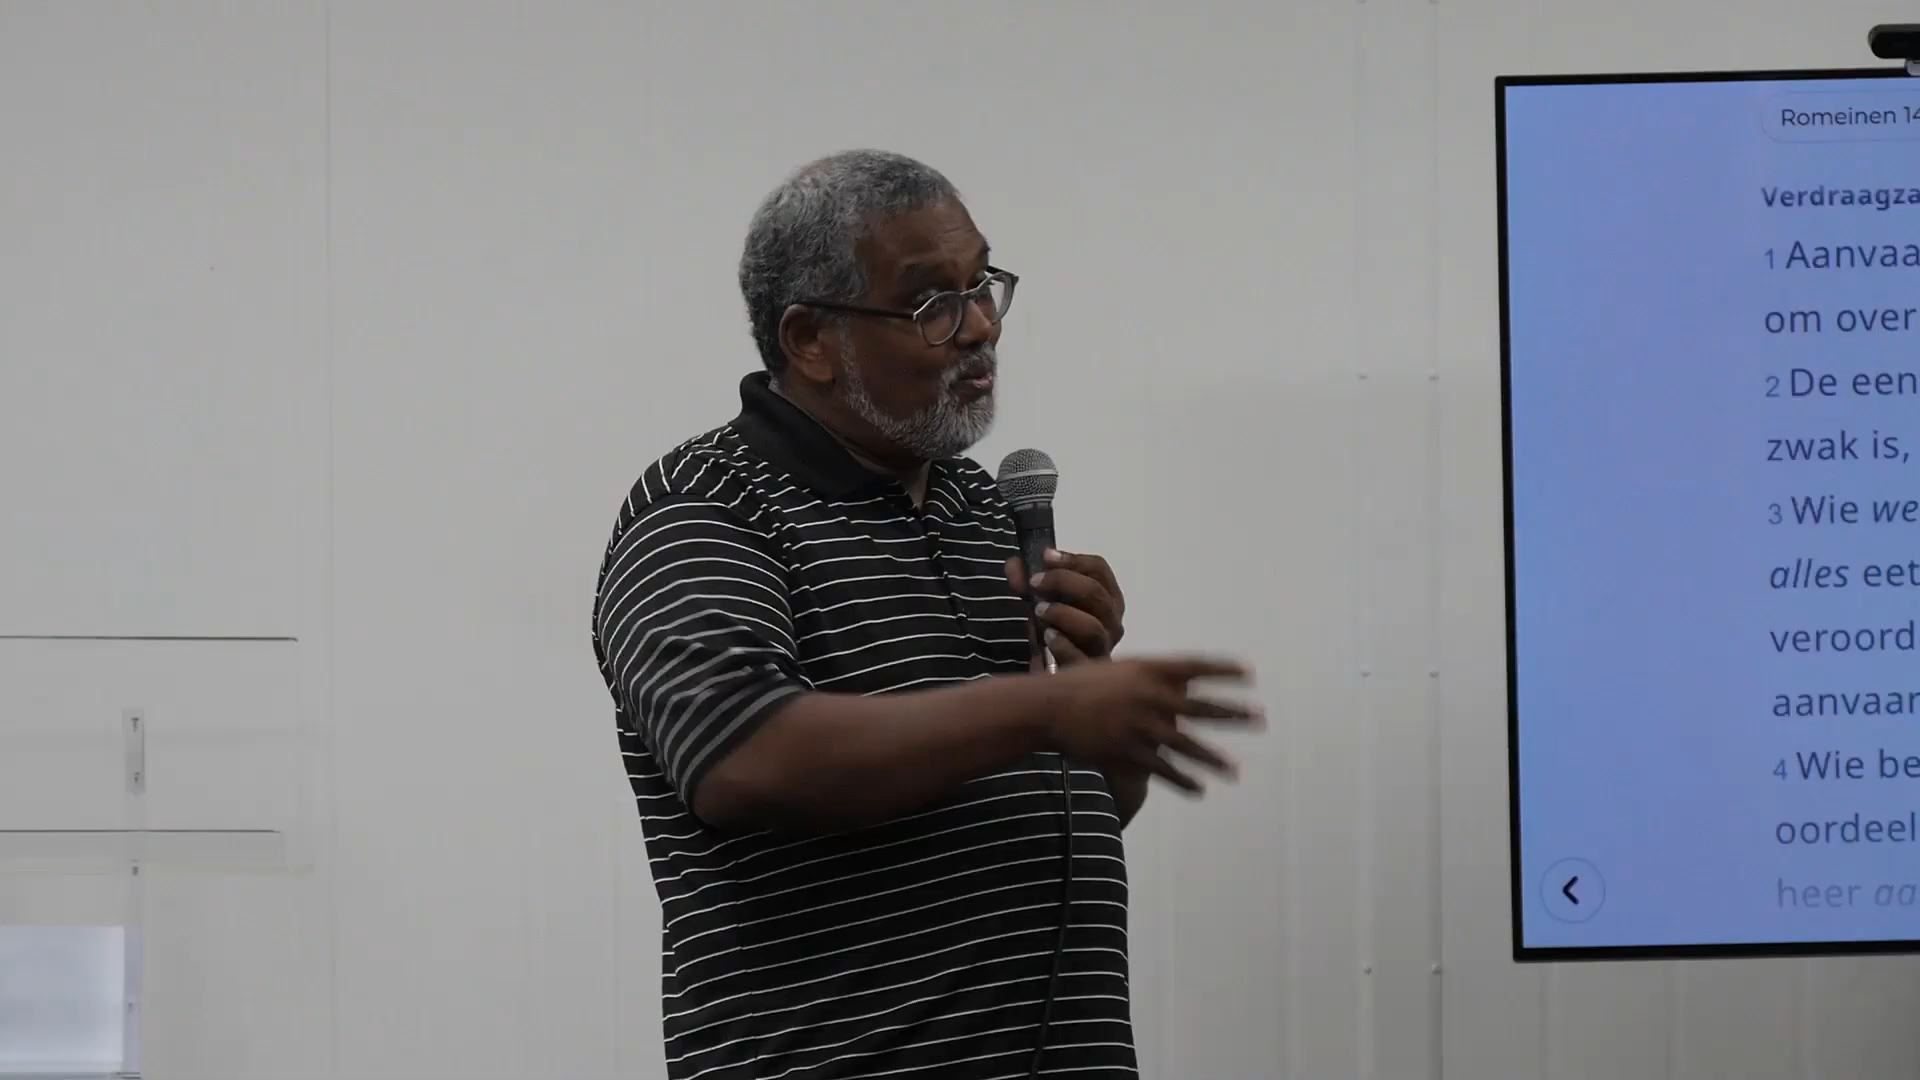 Romeinen 14
Verdraagza
1 Aanvaa
om over
2 De een
zwak is,
3 Wie we
alles eet
veroord
aanvaar
4 Wie be
oordeel
heer aa